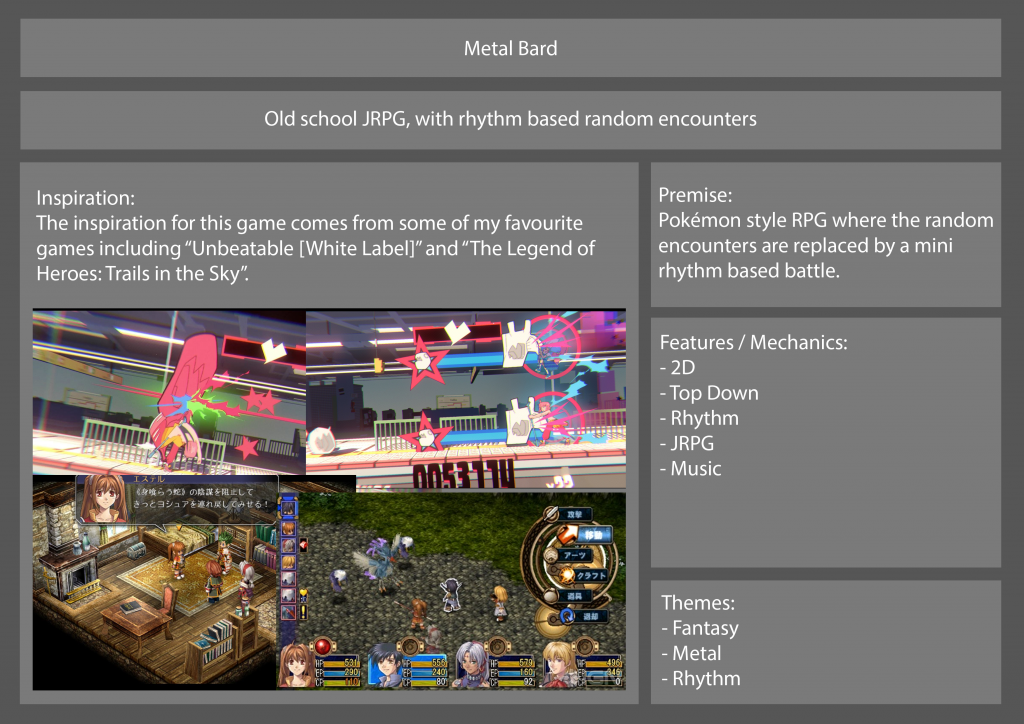 Metal Bard
Old school JRPG, with rhythm based random encounters
Inspiration:
The inspiration for this game comes from some of my favourite
games including “Unbeatable [White Label]” and “The Legend of
Heroes: Trails in the Sky”.
エステル
《身喰らう蛇》の陰謀を阻止して
きっとヨシュアを連れ戻してみせる！
攻撃
移動
アーツ
クラフト
道具
退却
HP 531
EP 290
CP 110
HP 556
EP 240
CP 80
HP 570
EP 160
CP 92
HP 496
EP 346
CP 0
Premise:
Pokémon style RPG where the random
encounters are replaced by a mini
rhythm based battle.
Features / Mechanics:
- 2D
- Top Down
- Rhythm
- JRPG
- Music
Themes:
- Fantasy
- Metal
- Rhythm